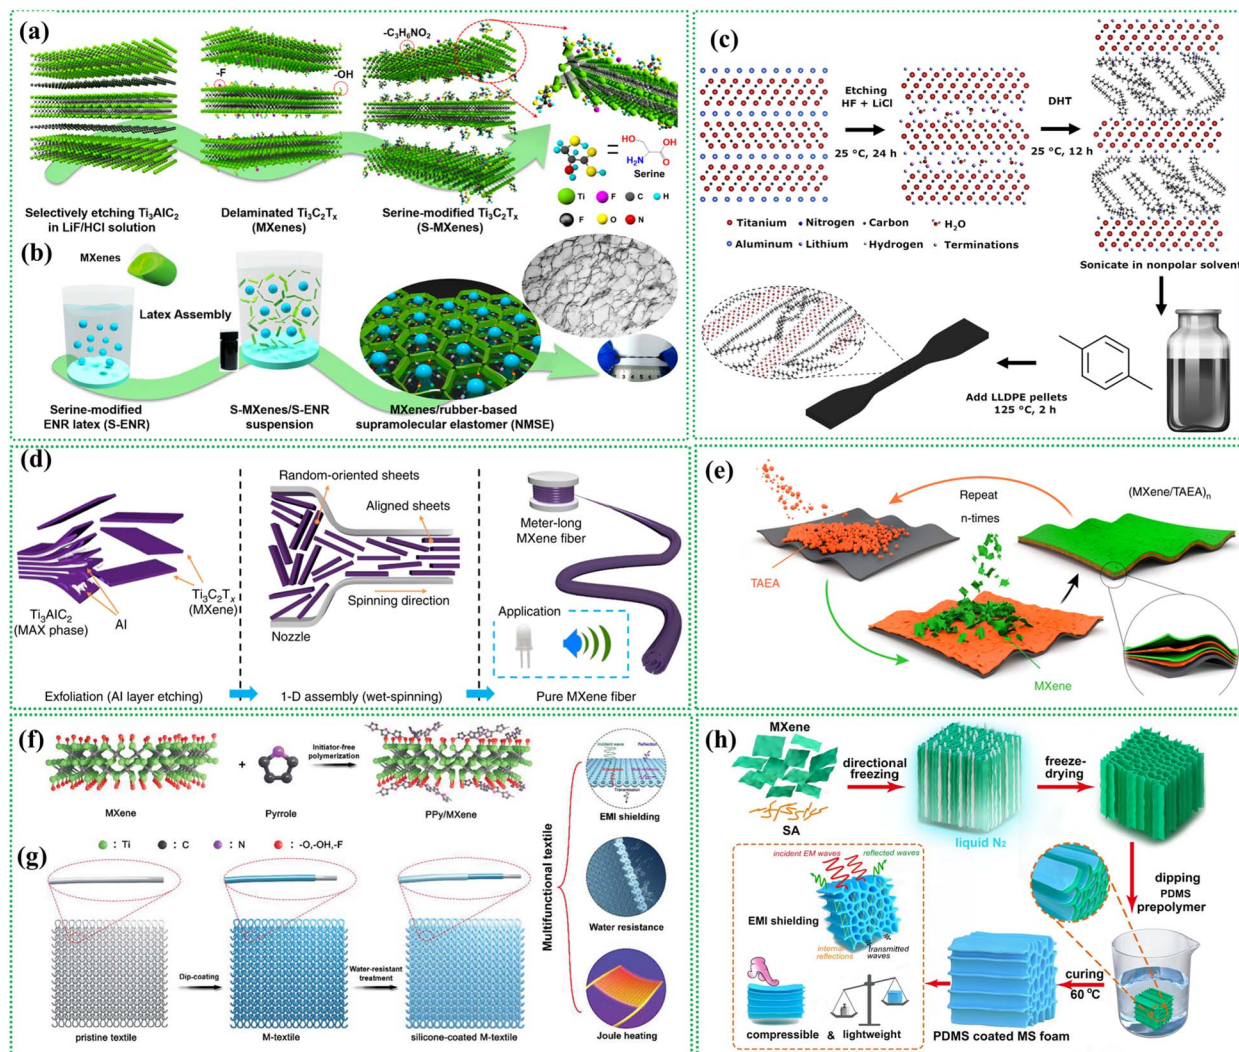 (a)
-C₃H₆NO₂
-F
-OH
HO
OH
H₂N
O
Serine
Ti
F
C
H
F
O
N
Selectively etching Ti₃AlC₂
in LiF/HCl solution
Delaminated Ti₃C₂Tₓ
(MXenes)
Serine-modified Ti₃C₂Tₓ
(S-MXenes)
(b)
MXenes
Latex Assembly
Serine-modified
ENR latex (S-ENR)
S-MXenes/S-ENR
suspension
MXenes/rubber-based
supramolecular elastomer (NMSE)
3 4 5 6
(c)
Etching
HF + LiCl
25 °C, 24 h
DHT
25 °C, 12 h
Titanium
Nitrogen
Carbon
H₂O
Aluminum
Lithium
Hydrogen
Terminations
Sonicate in nonpolar solvent
Add LLDPE pellets
125 °C, 2 h
(d)
Random-oriented sheets
Aligned sheets
Meter-long
MXene fiber
Ti₃C₂Tₓ
(MXene)
Ti₃AlC₂
(MAX phase)
Al
Spinning direction
Nozzle
Application
Exfoliation (Al layer etching)
1-D assembly (wet-spinning)
Pure MXene fiber
(e)
Repeat
n-times
(MXene/TAEA)ₙ
TAEA
MXene
(f)
+
Initiator-free
polymerization
MXene
Pyrrole
PPy/MXene
: Ti
: C
: N
: -O,-OH,-F
Multifunctional textile
Incident wave
Reflection
Transmission
EMI shielding
Water resistance
Joule heating
(g)
Dip-coating
Water-resistant
treatment
pristine textile
M-textile
silicone-coated M-textile
(h)
MXene
SA
directional
freezing
liquid N₂
freeze-
drying
dipping
PDMS
prepolymer
curing
60 °C
PDMS coated MS foam
incident EM waves
reflected waves
EMI shielding
internal
reflections
transmitted
waves
compressible & lightweight